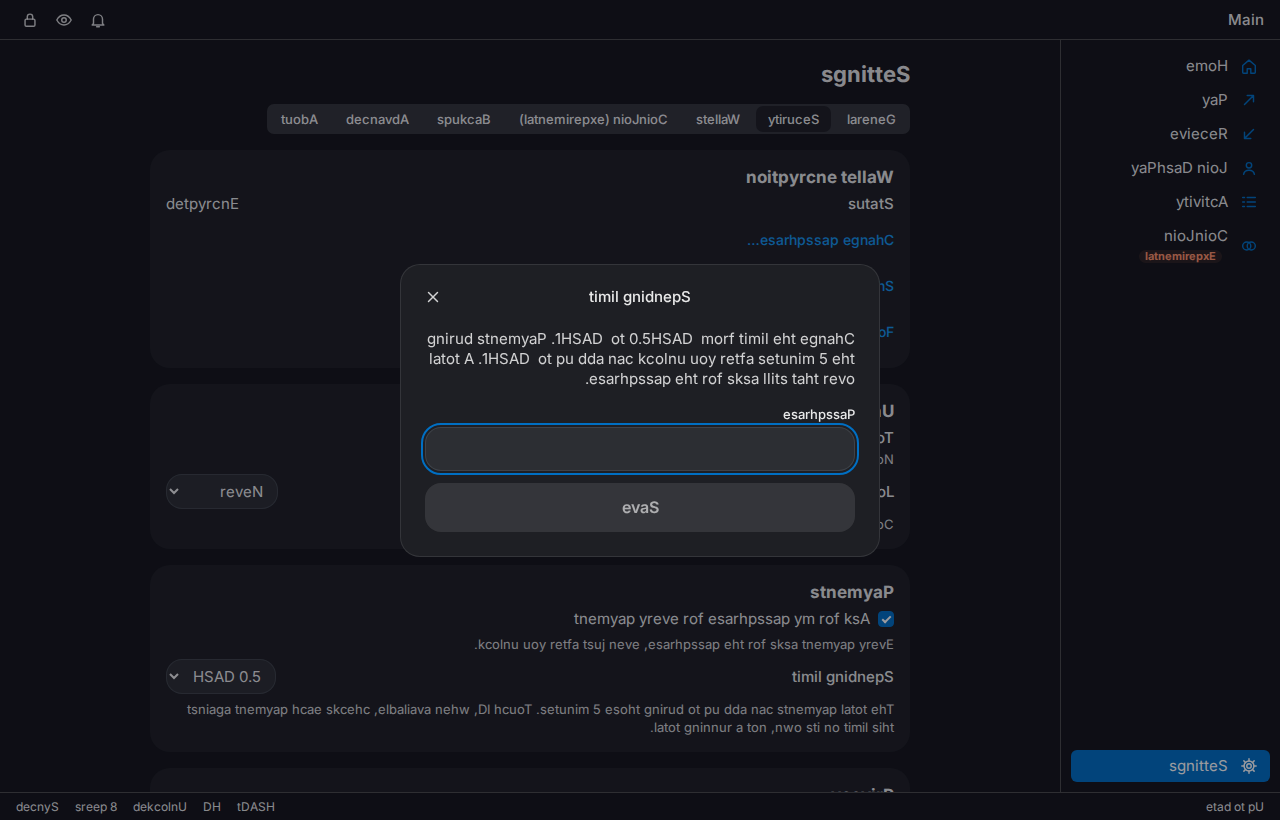 Main
emoH
yaP
evieceR
yaPhsaD nioJ
ytivitcA
nioJnioC
latnemirepxE
sgnitteS
sgnitteS
lareneG
ytiruceS
stellaW
(latnemirepxe) nioJnioC
spukcaB
decnavdA
tuobA
noitpyrcne tellaW
sutatS
detpyrcnE
...esarhpssap egnahC
timil gnidnepS
gnirud stnemyaP .1HSAD  ot 0.5HSAD  morf timil eht egnahC
latot A .1HSAD  ot pu dda nac kcolnu uoy retfa setunim 5 eht
.esarhpssap eht rof sksa llits taht revo
esarhpssaP
evaS
reveN
stnemyaP
tnemyap yreve rof esarhpssap ym rof ksA
.kcolnu uoy retfa tsuj neve ,esarhpssap eht rof sksa tnemyap yrevE
timil gnidnepS
HSAD 0.5
tsniaga tnemyap hcae skcehc ,elbaliava nehw ,DI hcuoT .setunim 5 esoht gnirud ot pu dda nac stnemyap latot ehT
.latot gninnur a ton ,nwo sti no timil siht
etad ot pU
tDASH
DH
dekcolnU
sreep 8
decnyS